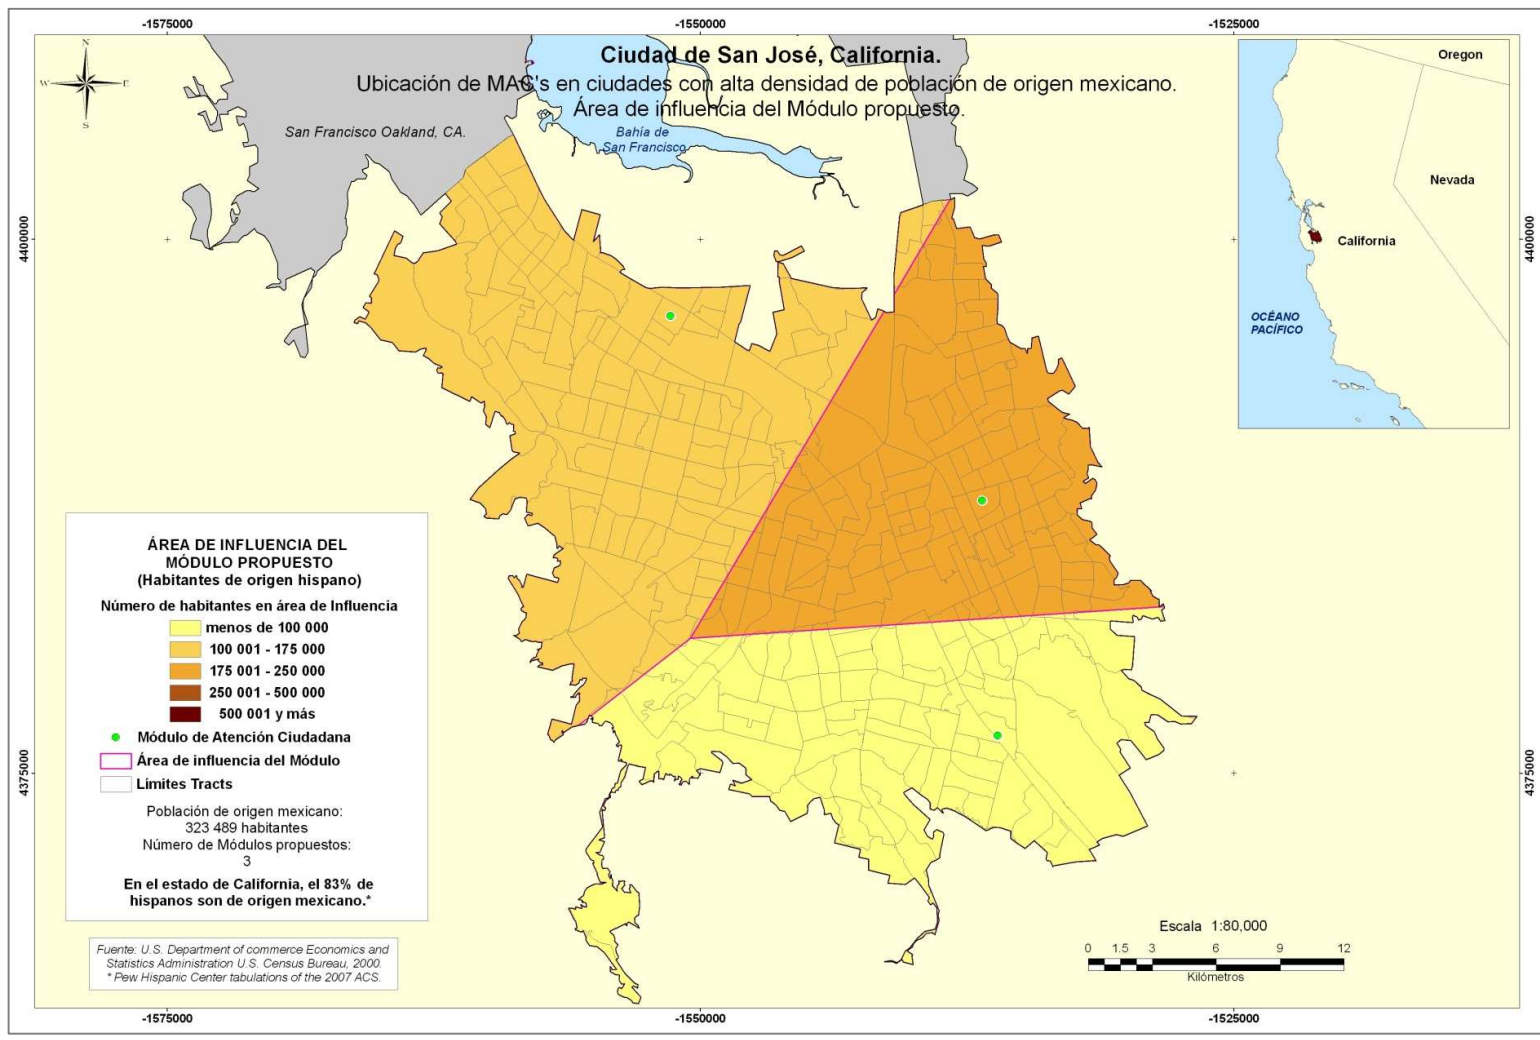 -1575000
-1550000
-1525000
N
W
E
S
Ciudad de San José, California.
Ubicación de MAC's en ciudades con alta densidad de población de origen mexicano.
Área de influencia del Módulo propuesto.
San Francisco Oakland, CA.
Bahía de
San Francisco
Oregon
Nevada
California
OCÉANO
PACÍFICO
4400000
4400000
4375000
4375000
ÁREA DE INFLUENCIA DEL
MÓDULO PROPUESTO
(Habitantes de origen hispano)
Número de habitantes en área de Influencia
menos de 100 000
100 001 - 175 000
175 001 - 250 000
250 001 - 500 000
500 001 y más
Módulo de Atención Ciudadana
Área de influencia del Módulo
Límites Tracts
Población de origen mexicano:
323 489 habitantes
Número de Módulos propuestos:
3
En el estado de California, el 83% de
hispanos son de origen mexicano.*
Fuente: U.S. Department of commerce Economics and
Statistics Administration U.S. Census Bureau, 2000.
* Pew Hispanic Center tabulations of the 2007 ACS.
Escala 1:80,000
0 1.5 3 6 9 12
Kilómetros
-1575000
-1550000
-1525000